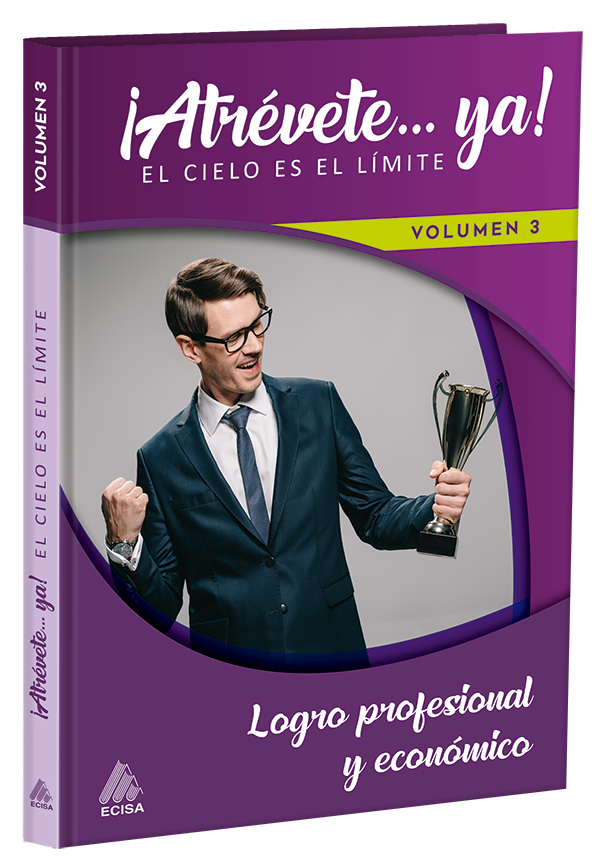 ¡Atrévete... ya!
EL CIELO ES EL LÍMITE
VOLUMEN 3
Logro profesional
y económico
ECISA
VOLUMEN 3
¡Atrévete... ya! EL CIELO ES EL LÍMITE
ECISA